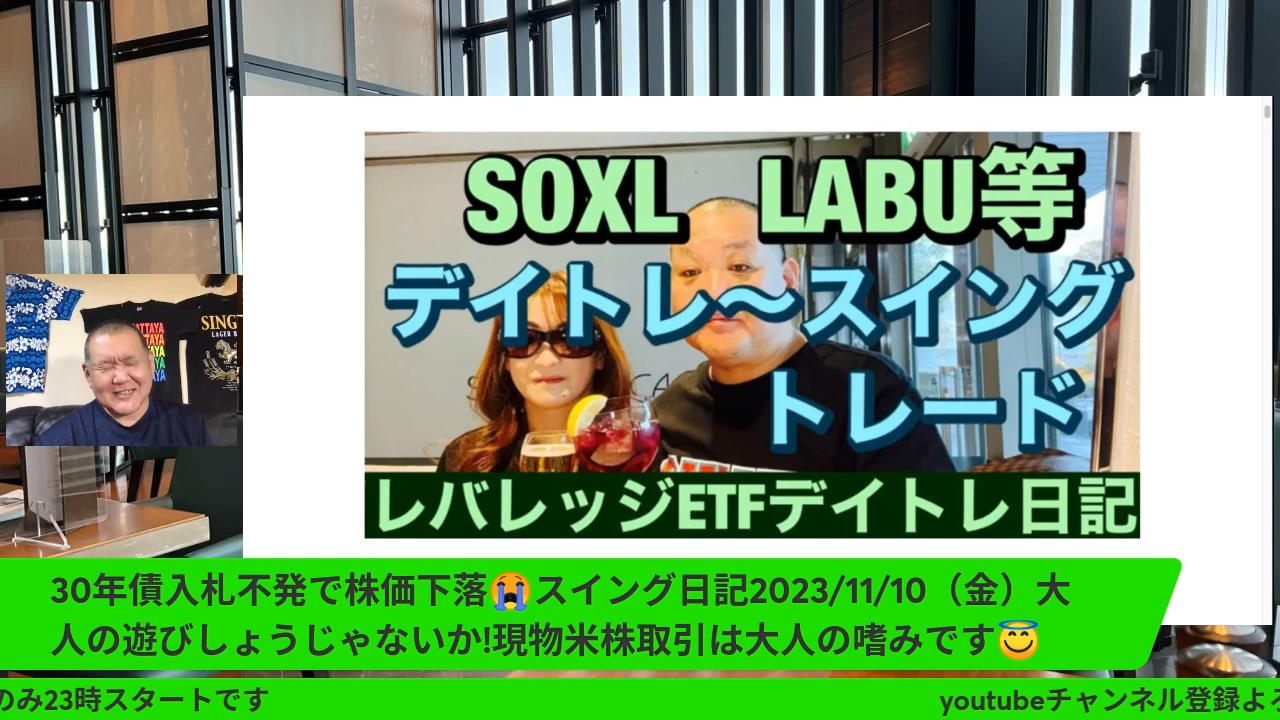 SOXL LABU等
デイトレ〜スイング
トレード
レバレッジETFデイトレ日記
ATTAYA
SING
LAGER B
30年債入札不発で株価下落😭スイング日記2023/11/10（金）大
人の遊びしょうじゃないか!現物米株取引は大人の嗜みです😇
のみ23時スタートです
youtubeチャンネル登録よろ